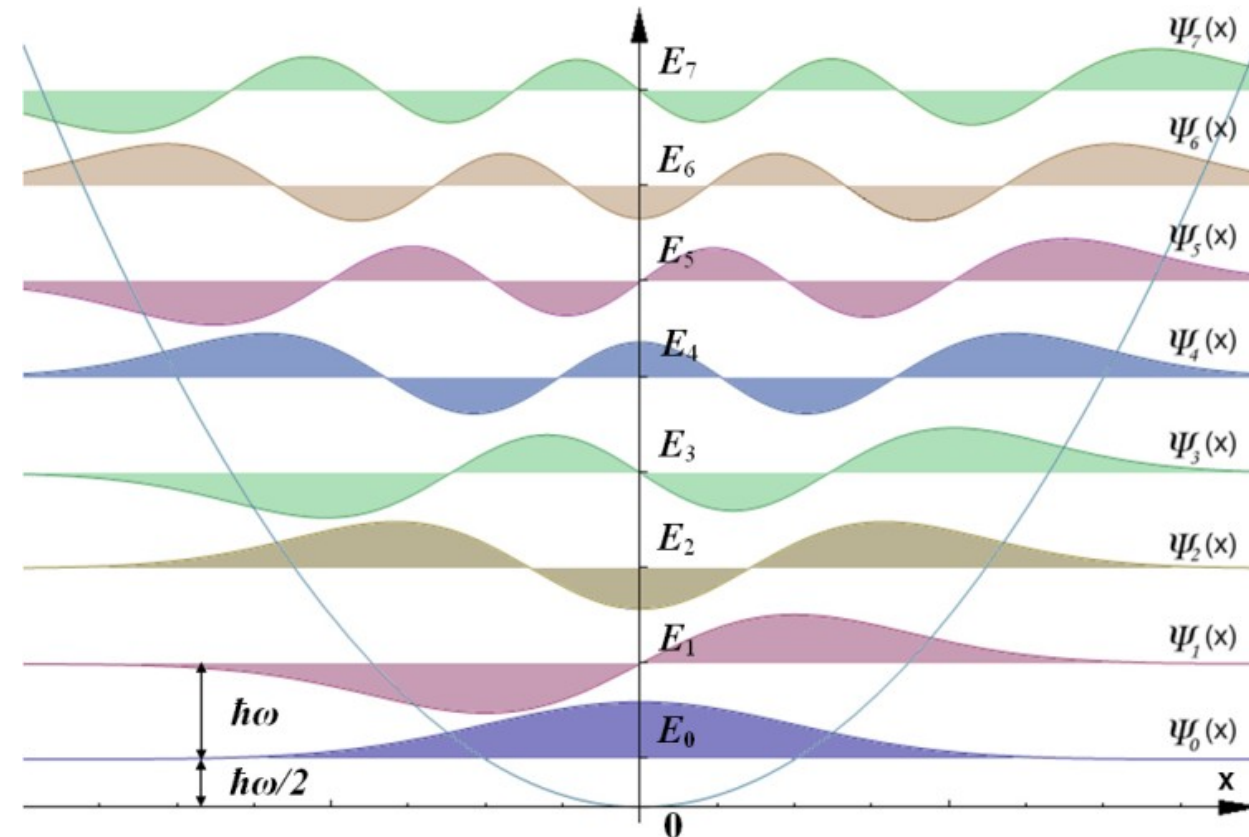 E₇ Ψ₇(x)
E₆ Ψ₆(x)
E₅ Ψ₅(x)
E₄ Ψ₄(x)
E₃ Ψ₃(x)
E₂ Ψ₂(x)
E₁ Ψ₁(x)
ħω
E₀ Ψ₀(x)
ħω/2
x
0